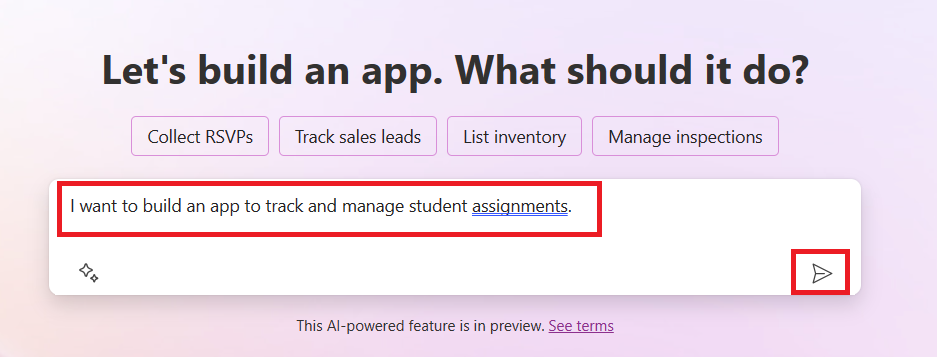 Let's build an app. What should it do?
Collect RSVPs Track sales leads List inventory Manage inspections
I want to build an app to track and manage student assignments.
This AI-powered feature is in preview. See terms